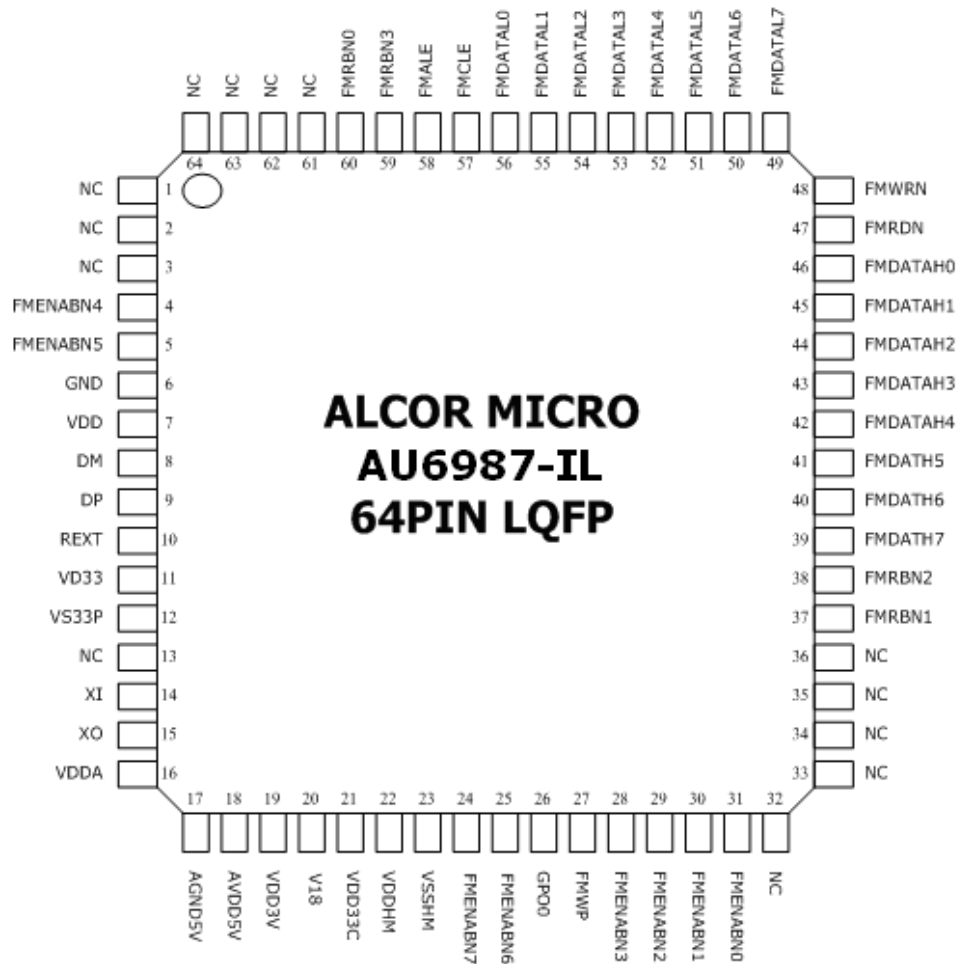 NC
NC
NC
NC
FMRBN0
FMRBN3
FMALE
FMCLE
FMDATAL0
FMDATAL1
FMDATAL2
FMDATAL3
FMDATAL4
FMDATAL5
FMDATAL6
FMDATAL7
64 63 62 61 60 59 58 57 56 55 54 53 52 51 50 49
NC 1 48 FMWRN
NC 2 47 FMRDN
NC 3 46 FMDATAH0
FMENABN4 4 45 FMDATAH1
FMENABN5 5 44 FMDATAH2
GND 6 43 FMDATAH3
VDD 7 42 FMDATAH4
DM 8 41 FMDATH5
DP 9 40 FMDATH6
REXT 10 39 FMDATH7
VD33 11 38 FMRBN2
VS33P 12 37 FMRBN1
NC 13 36 NC
XI 14 35 NC
XO 15 34 NC
VDDA 16 33 NC
ALCOR MICRO
AU6987-IL
64PIN LQFP
17 18 19 20 21 22 23 24 25 26 27 28 29 30 31 32
AGND5V
AVDD5V
VDD3V
V18
VDD33C
VDDHM
VSSHM
FMENABN7
FMENABN6
GPO0
FMWP
FMENABN3
FMENABN2
FMENABN1
FMENABN0
NC